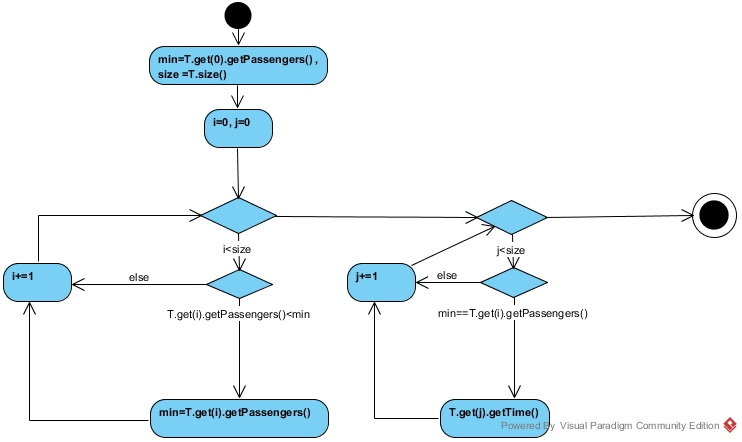 min=T.get(0).getPassengers() ,
size =T.size()
i=0, j=0
i<size
j<size
i+=1
else
j+=1
else
T.get(i).getPassengers()<min
min==T.get(i).getPassengers()
min=T.get(i).getPassengers()
T.get(j).getTime()
Powered By Visual Paradigm Community Edition